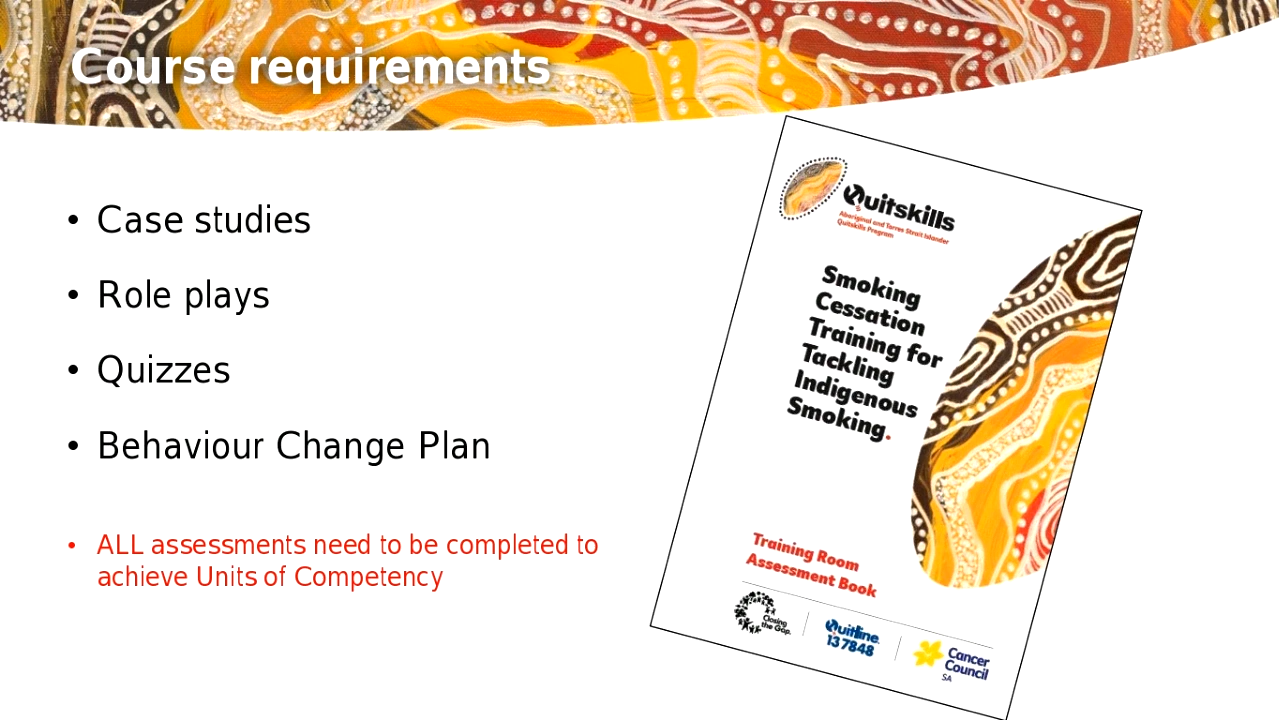 Course requirements
• Case studies
• Role plays
• Quizzes
• Behaviour Change Plan
• ALL assessments need to be completed to
achieve Units of Competency
Quitskills
Aboriginal and Torres Strait Islander
Quitskills Program
Smoking
Cessation
Training for
Tackling
Indigenous
Smoking.
Training Room
Assessment Book
Closing
the Gap.
Quitline.
13 7848
Cancer
Council
SA